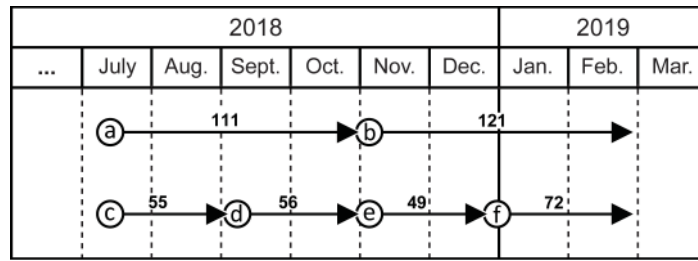 2018 2019
... July Aug. Sept. Oct. Nov. Dec. Jan. Feb. Mar.
111 121
a b
55 56 49 72
c d e f